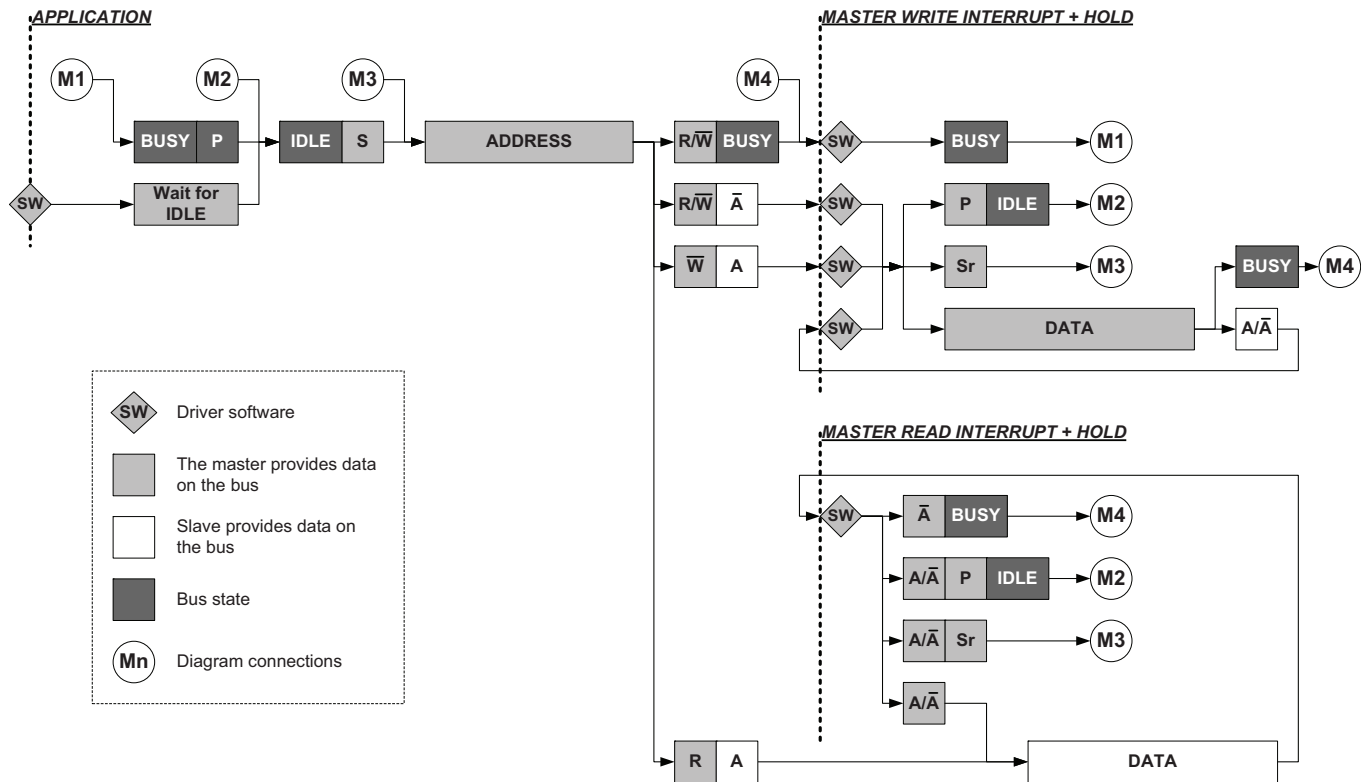 APPLICATION
MASTER WRITE INTERRUPT + HOLD
M1
M2
M3
M4
BUSY P
IDLE S
ADDRESS
R/W̅ BUSY
SW
BUSY
M1
SW
Wait for
IDLE
R/W̅ A̅
SW
P IDLE
M2
W̅ A
SW
Sr
M3
BUSY
M4
SW
DATA
A/A̅
SW
Driver software
The master provides data
on the bus
Slave provides data on
the bus
Bus state
Mn
Diagram connections
MASTER READ INTERRUPT + HOLD
SW
A̅ BUSY
M4
A/A̅ P IDLE
M2
A/A̅ Sr
M3
A/A̅
R A
DATA